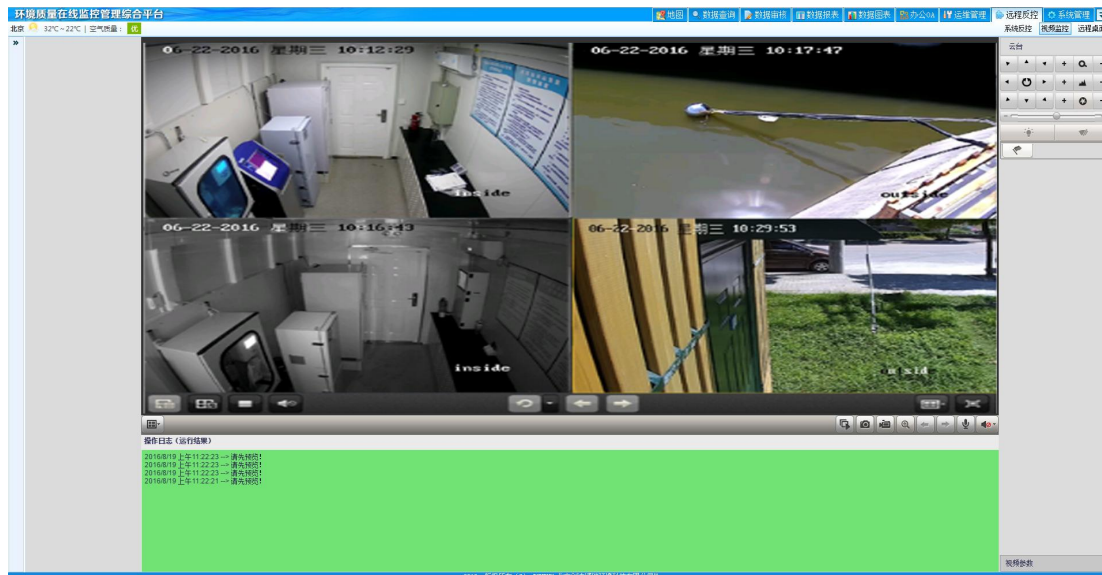 环境质量在线监控管理综合平台
地图 数据查询 数据审核 数据报表 数据图表 办公OA 运维管理 远程反控 系统管理
北京 32℃~22℃ | 空气质量: 优
系统反控 视频监控 远程桌面
云台
06-22-2016 星期三 10:12:29
inside
06-22-2016 星期三 10:17:47
outside
06-22-2016 星期三 10:16:43
inside
06-22-2016 星期三 10:29:53
操作日志(运行结果)
2016/8/19 上午11:22:23 --> 请先预览!
2016/8/19 上午11:22:23 --> 请先预览!
2016/8/19 上午11:22:23 --> 请先预览!
2016/8/19 上午11:22:21 --> 请先预览!
视频参数